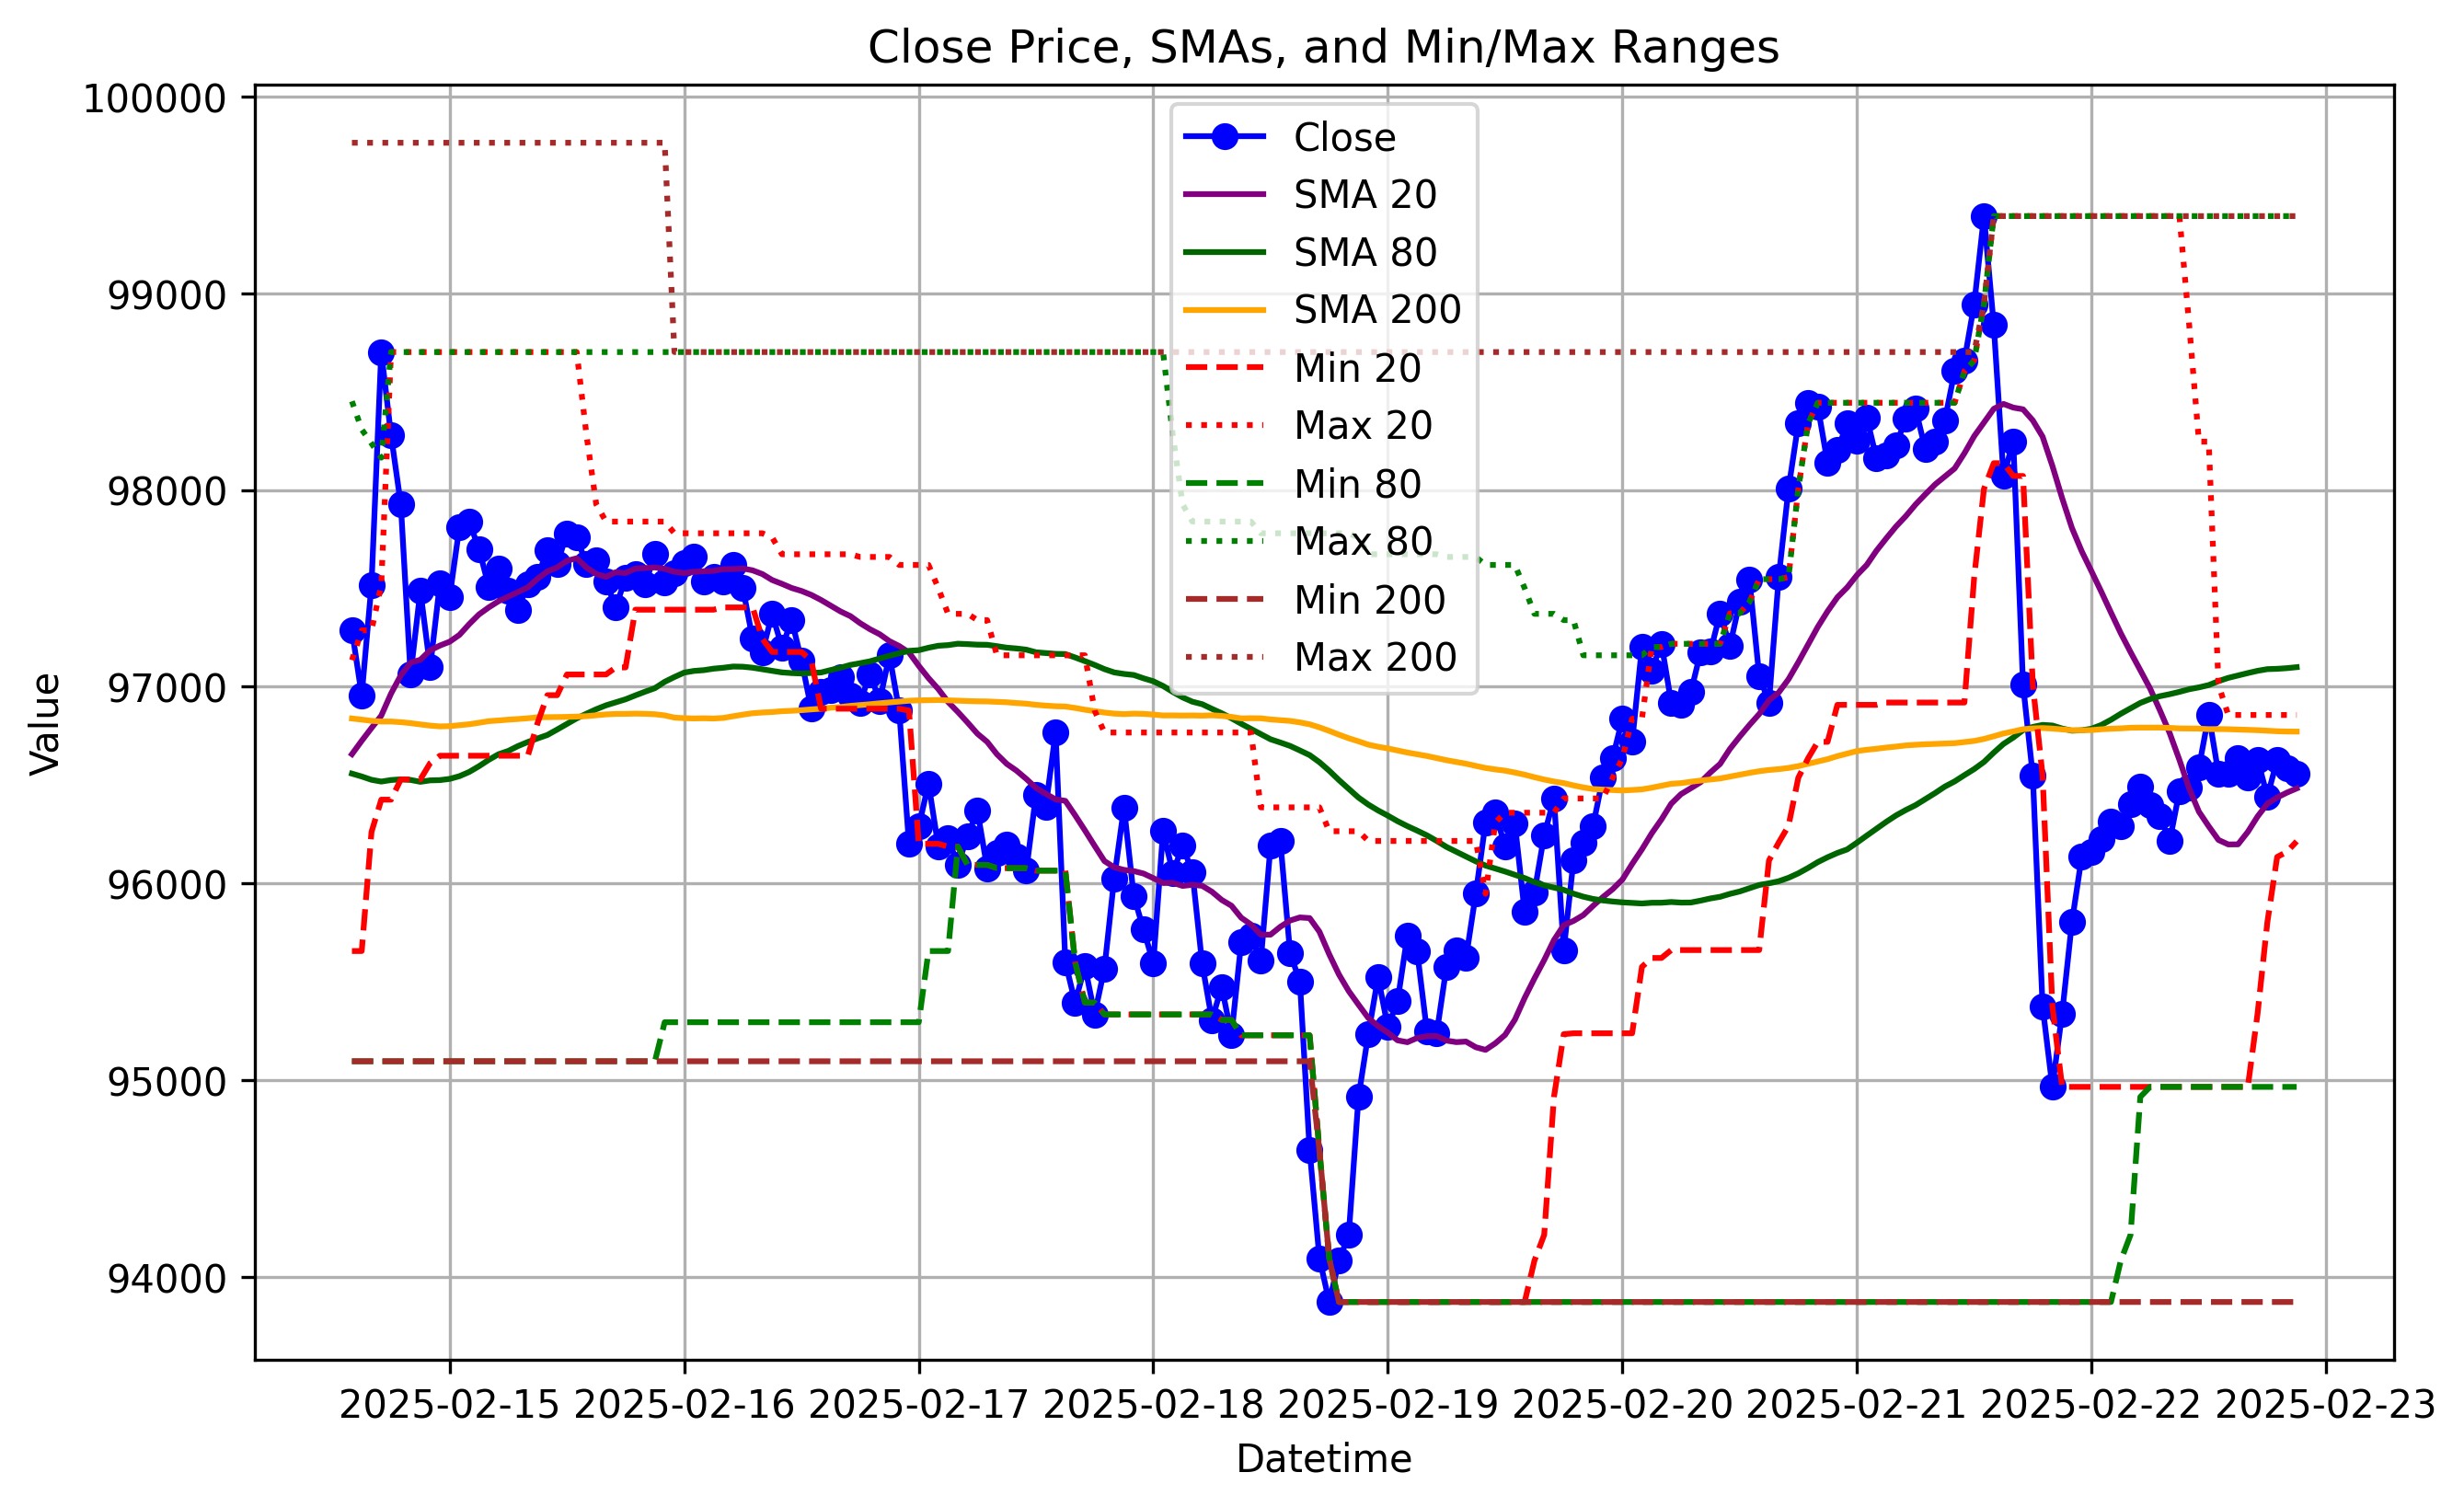 Close Price, SMAs, and Min/Max Ranges
100000
99000
98000
97000
96000
95000
94000
Value
Close
SMA 20
SMA 80
SMA 200
Min 20
Max 20
Min 80
Max 80
Min 200
Max 200
2025-02-15 2025-02-16 2025-02-17 2025-02-18 2025-02-19 2025-02-20 2025-02-21 2025-02-22 2025-02-23
Datetime